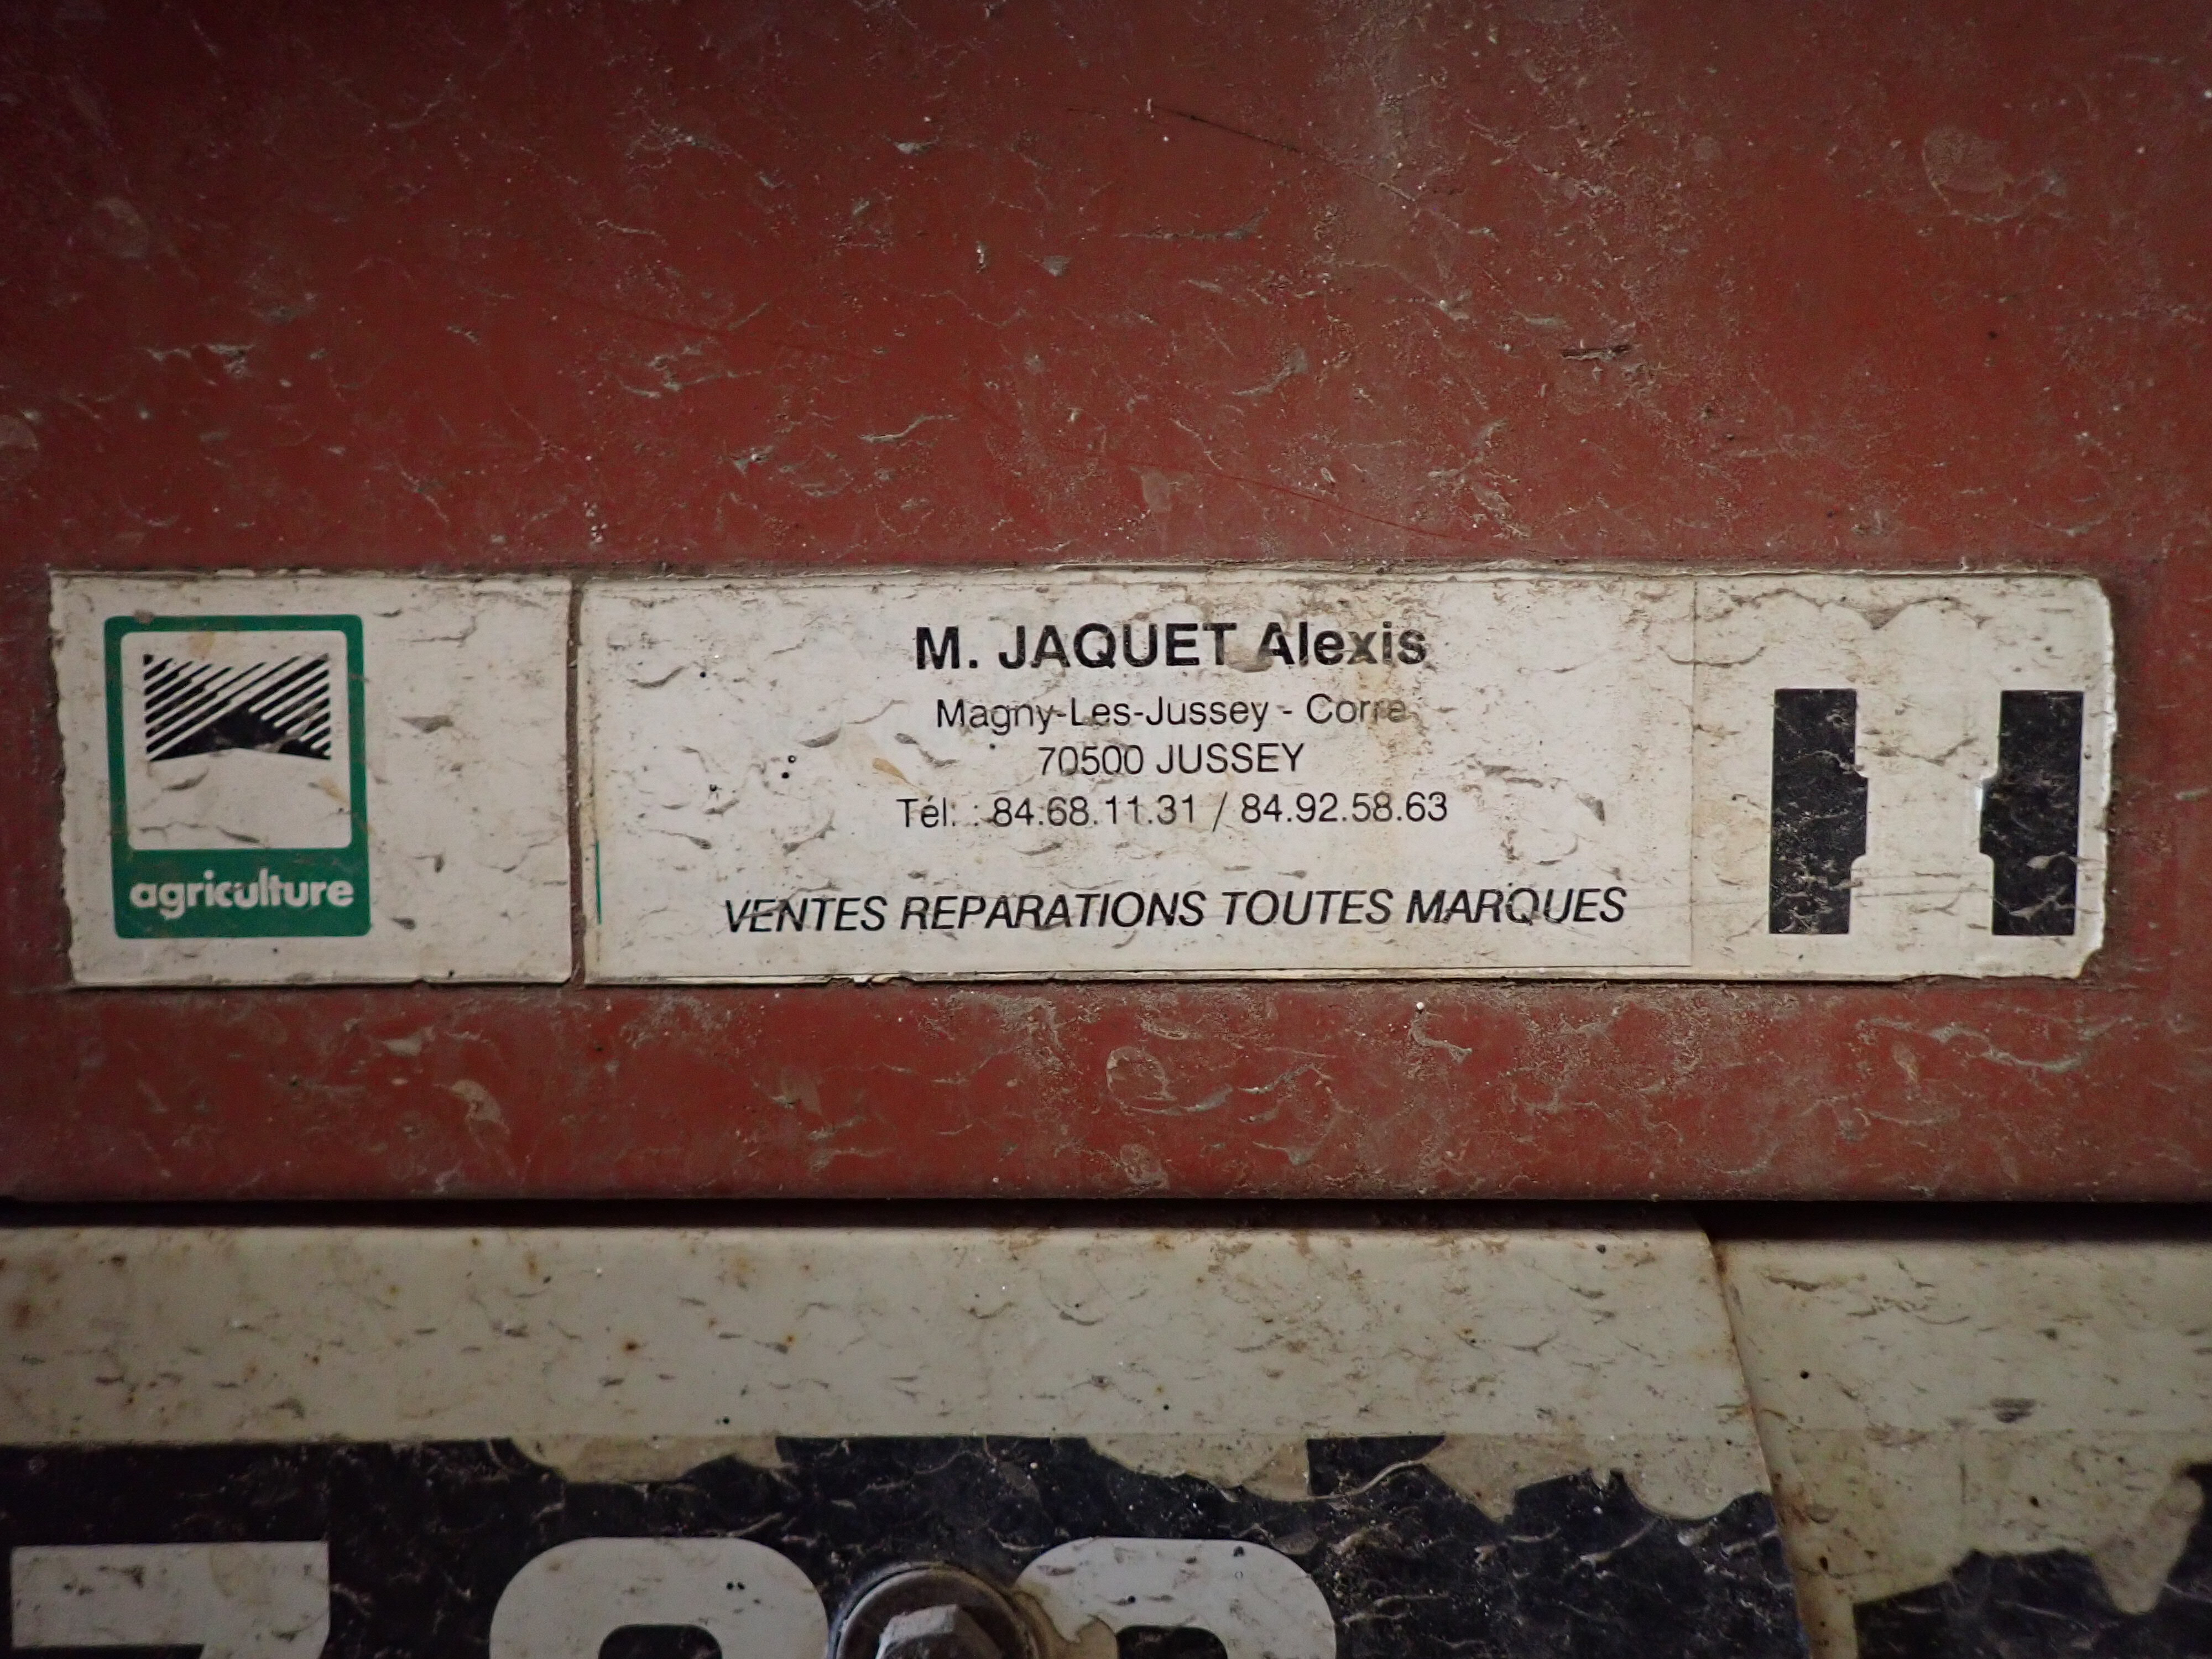 agriculture
M. JAQUET Alexis
Magny-Les-Jussey - Corre
70500 JUSSEY
Tél. : 84.68.11.31 / 84.92.58.63
VENTES REPARATIONS TOUTES MARQUES